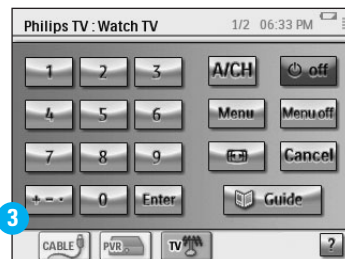 Philips TV : Watch TV 1/2 06:33 PM
1 2 3 A/CH off
4 5 6 Menu Menu off
7 8 9 Cancel
+ - · 0 Enter Guide
3
CABLE PVR TV ?